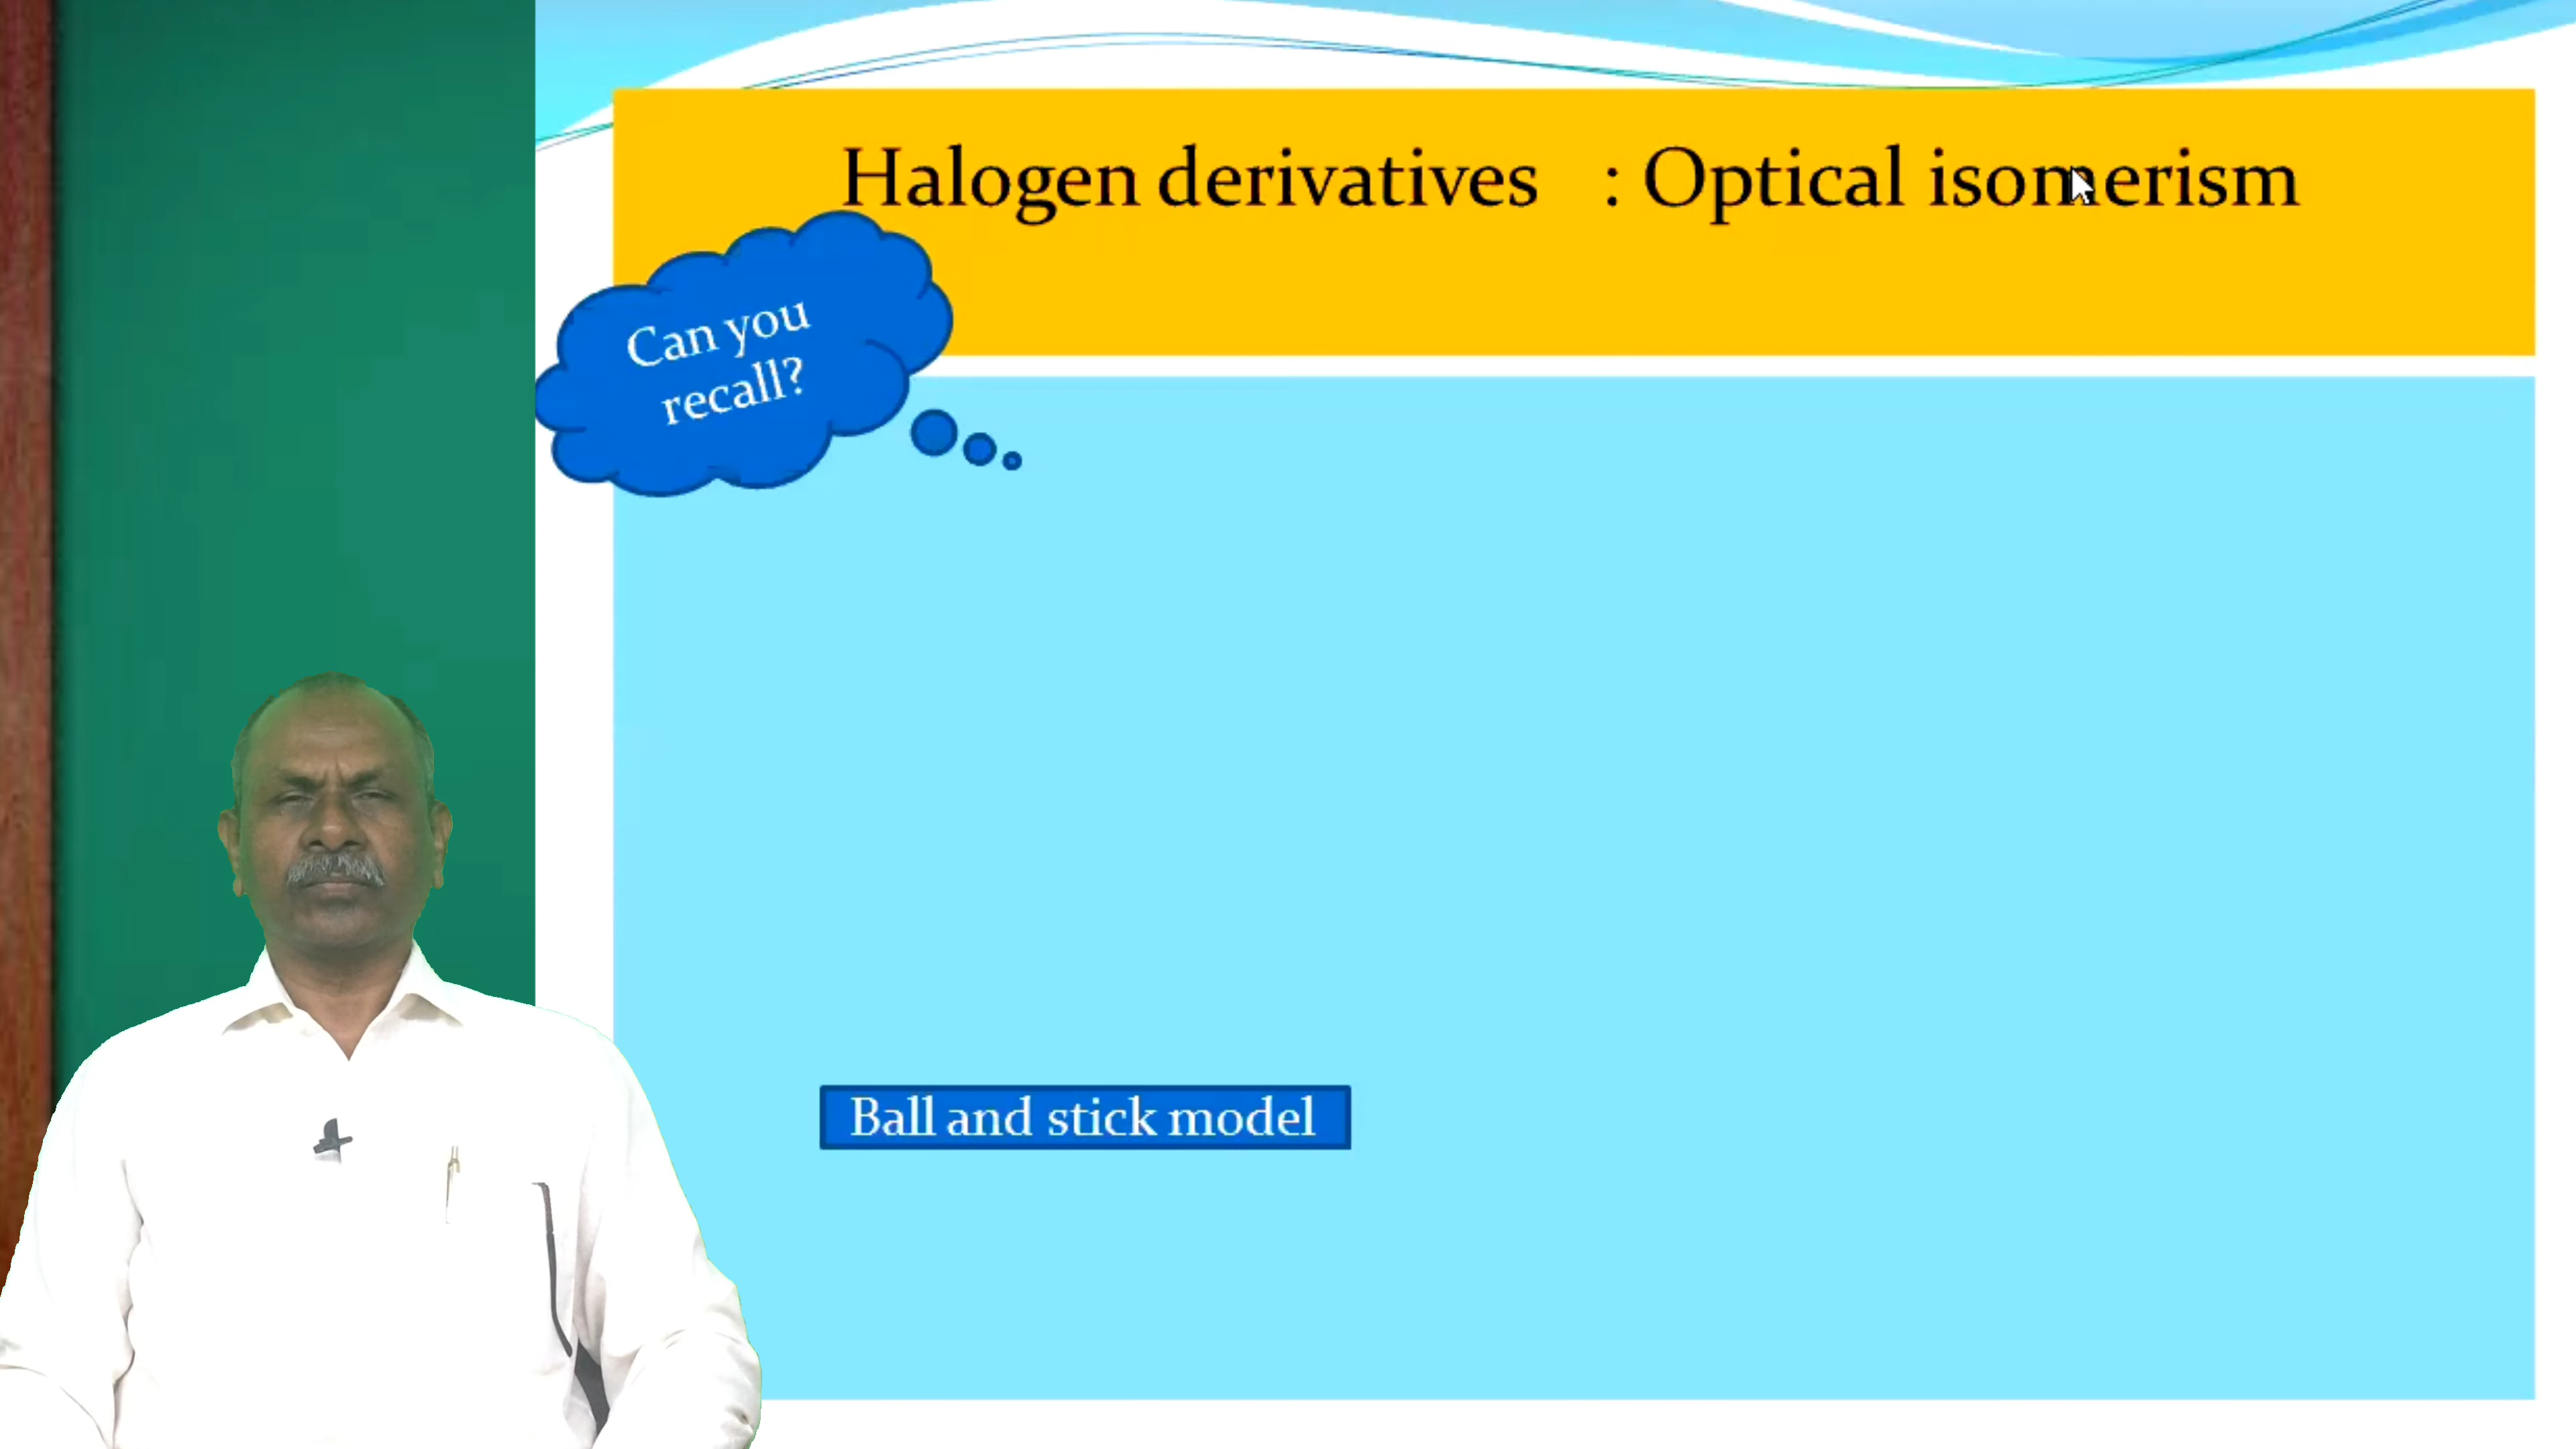 Halogen derivatives : Optical isomerism
Can you
recall?
Ball and stick model